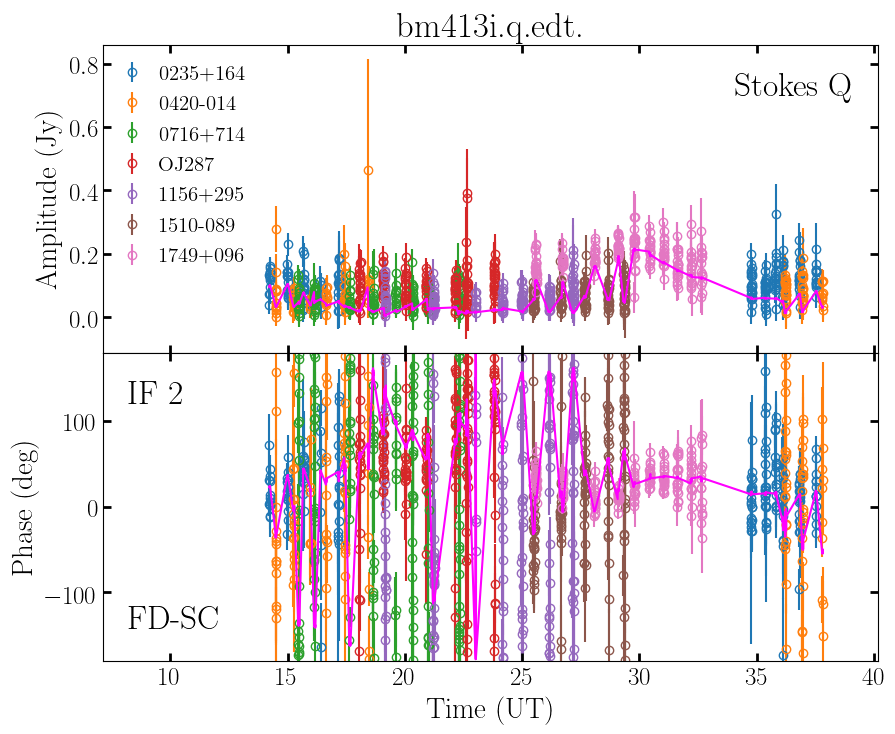 bm413i.q.edt.
Stokes Q
0235+164
0420-014
0716+714
OJ287
1156+295
1510-089
1749+096
Amplitude (Jy)
0.8
0.6
0.4
0.2
0.0
IF 2
FD-SC
Phase (deg)
100
0
−100
10 15 20 25 30 35 40
Time (UT)